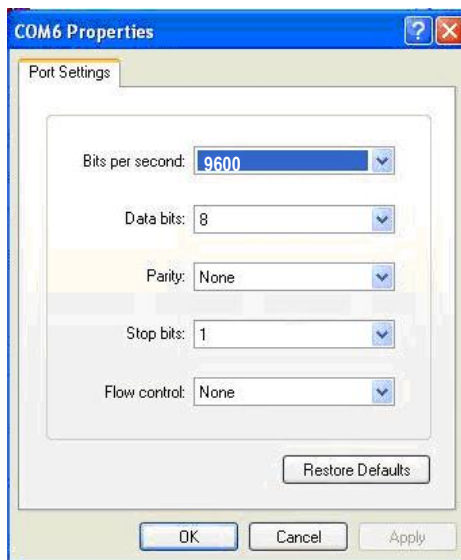 COM6 Properties
Port Settings
Bits per second: 9600
Data bits: 8
Parity: None
Stop bits: 1
Flow control: None
Restore Defaults
OK Cancel Apply